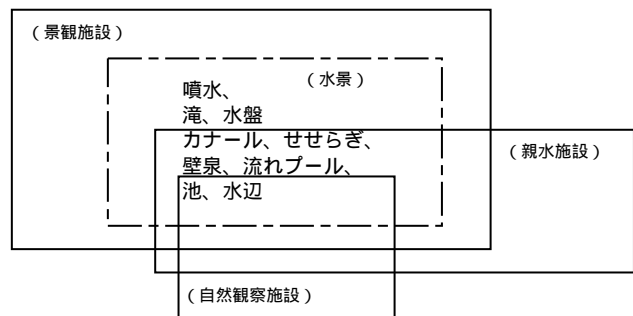 （景観施設）
（水景）
噴水、
滝、水盤
カナール、せせらぎ、
（親水施設）
壁泉、流れプール、
池、水辺
（自然観察施設）